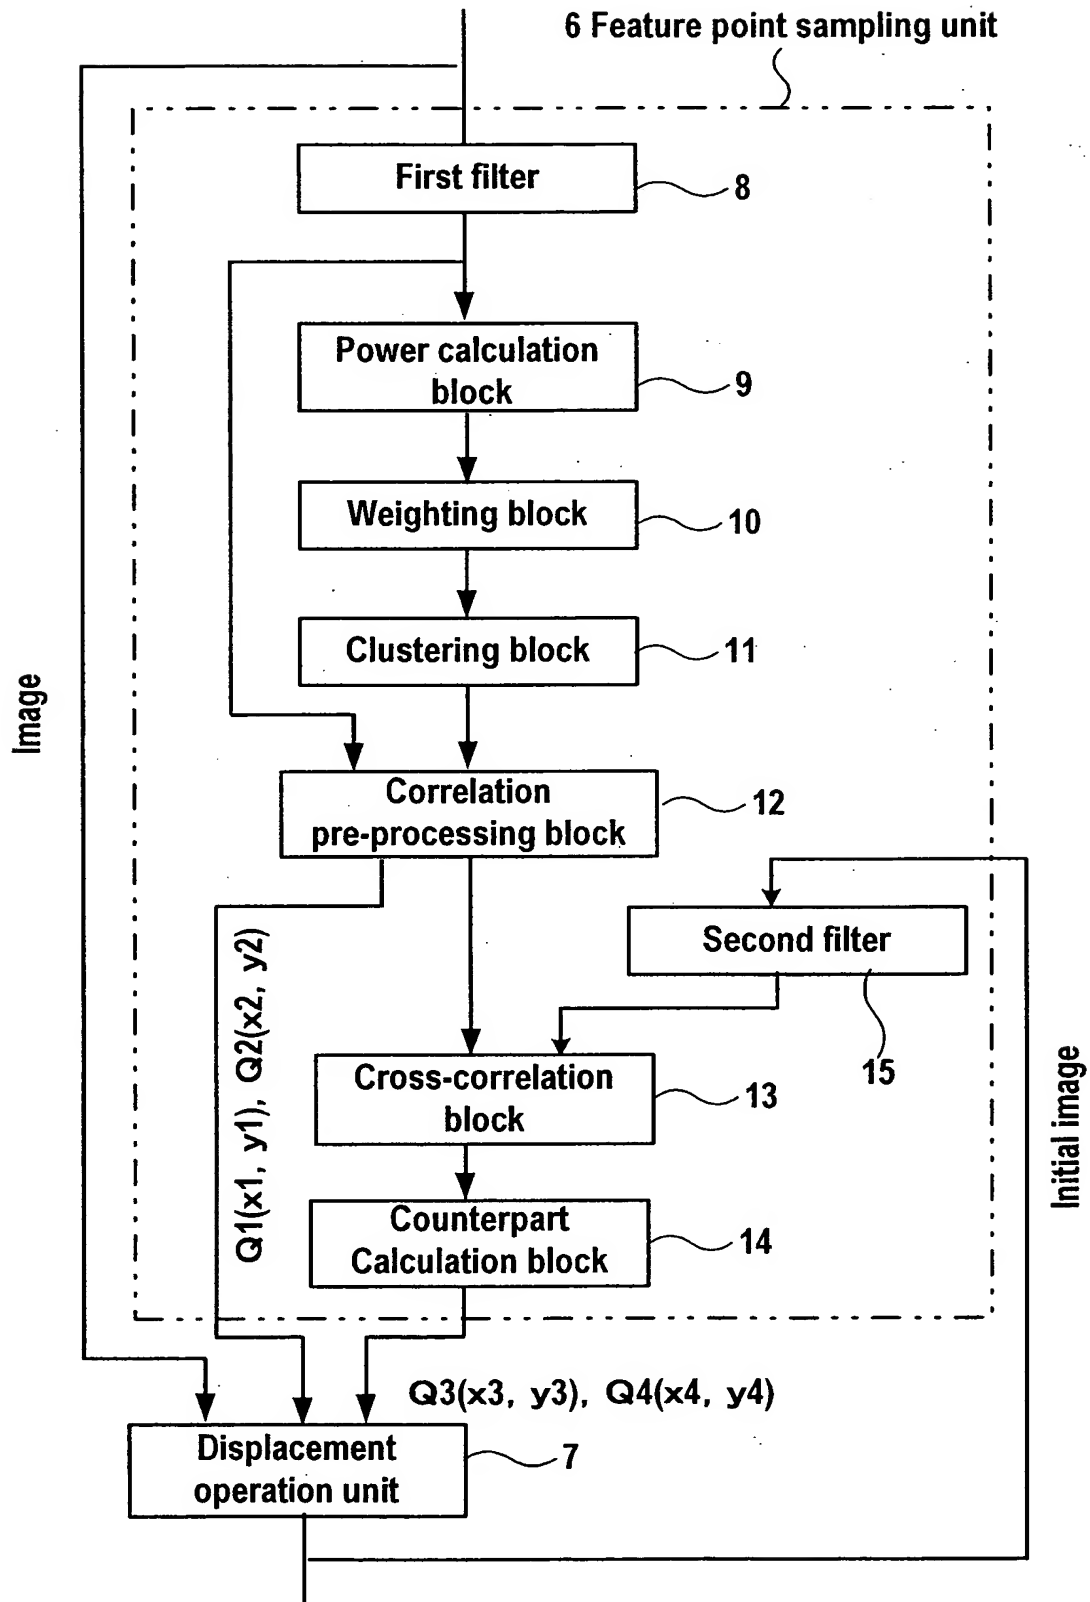 6 Feature point sampling unit
First filter
8
Power calculation
block
9
Weighting block
10
Clustering block
11
Image
Correlation
pre-processing block
12
Second filter
15
Q1(x1, y1), Q2(x2, y2)
Cross-correlation
block
13
Initial image
Counterpart
Calculation block
14
Q3(x3, y3), Q4(x4, y4)
Displacement
operation unit
7